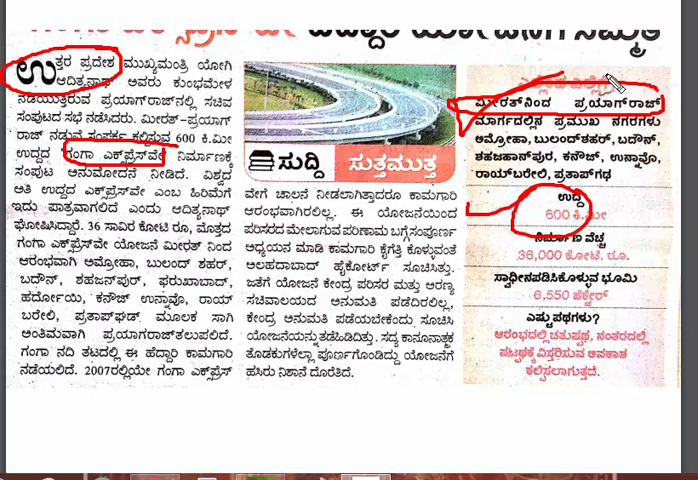 ಉತ್ತರ ಪ್ರದೇಶ ಮುಖ್ಯಮಂತ್ರಿ ಯೋಗಿ
ಆದಿತ್ಯನಾಥ್ ಅವರು ಕುಂಭಮೇಳ
ನಡೆಯುತ್ತಿರುವ ಪ್ರಯಾಗ್‌ರಾಜ್‌ನಲ್ಲಿ ಸಚಿವ
ಸಂಪುಟದ ಸಭೆ ನಡೆಸಿದರು. ಮೀರತ್-ಪ್ರಯಾಗ್
ರಾಜ್ ನಡುವೆ ಸಂಪರ್ಕ ಕಲ್ಪಿಸುವ 600 ಕಿ.ಮೀ
ಉದ್ದದ ಗಂಗಾ ಎಕ್ಸ್‌ಪ್ರೆಸ್‌ವೇ ನಿರ್ಮಾಣಕ್ಕೆ
ಸಂಪುಟ ಅನುಮೋದನೆ ನೀಡಿದೆ. ವಿಶ್ವದ
ಅತಿ ಉದ್ದದ ಎಕ್ಸ್‌ಪ್ರೆಸ್‌ವೇ ಎಂಬ ಹಿರಿಮೆಗೆ
ಇದು ಪಾತ್ರವಾಗಲಿದೆ ಎಂದು ಆದಿತ್ಯನಾಥ್
ಘೋಷಿಸಿದ್ದಾರೆ. 36 ಸಾವಿರ ಕೋಟಿ ರೂ, ಮೊತ್ತದ
ಗಂಗಾ ಎಕ್ಸ್‌ಪ್ರೆಸ್‌ವೇ ಯೋಜನೆ ಮೀರತ್ ನಿಂದ
ಆರಂಭವಾಗಿ ಅಮ್ರೋಹಾ, ಬುಲಂದ್ ಶಹರ್,
ಬದೌನ್, ಶಹಜನ್‌ಪುರ್, ಫರುಖಾಬಾದ್,
ಹರ್ದೋಯಿ, ಕನೌಜ್ ಉನ್ನಾವೊ, ರಾಯ್
ಬರೇಲಿ, ಪ್ರತಾಪ್‌ಘಡ್ ಮೂಲಕ ಸಾಗಿ
ಅಂತಿಮವಾಗಿ ಪ್ರಯಾಗರಾಜ್‌ತಲುಪಲಿದೆ.
ಗಂಗಾ ನದಿ ತಟದಲ್ಲಿ ಈ ಹೆದ್ದಾರಿ ಕಾಮಗಾರಿ
ನಡೆಯಲಿದೆ. 2007ರಲ್ಲಿಯೇ ಗಂಗಾ ಎಕ್ಸ್‌ಪ್ರೆಸ್
ಸುದ್ದಿ ಸುತ್ತಮುತ್ತ
ವೇಗೆ ಚಾಲನೆ ನೀಡಲಾಗಿತ್ತಾದರೂ ಕಾಮಗಾರಿ
ಆರಂಭವಾಗಿರಲಿಲ್ಲ. ಈ ಯೋಜನೆಯಿಂದ
ಪರಿಸರದ ಮೇಲಾಗುವ ಪರಿಣಾಮ ಬಗ್ಗೆ ಸಂಪೂರ್ಣ
ಅಧ್ಯಯನ ಮಾಡಿ ಕಾಮಗಾರಿ ಕೈಗೆತ್ತಿ ಕೊಳ್ಳುವಂತೆ
ಅಲಹದಾಬಾದ್ ಹೈಕೋರ್ಟ್ ಸೂಚಿಸಿತ್ತು.
ಜತೆಗೆ ಯೋಜನೆ ಕೇಂದ್ರ ಪರಿಸರ ಮತ್ತು ಅರಣ್ಯ
ಸಚಿವಾಲಯದ ಅನುಮತಿ ಪಡೆದಿರಲಿಲ್ಲ,
ಕೇಂದ್ರ ಅನುಮತಿ ಪಡೆಯಬೇಕೆಂದು ಸೂಚಿಸಿ
ಯೋಜನೆಯನ್ನು ತಡೆಹಿಡಿದಿತ್ತು. ಸದ್ಯ ಕಾನೂನಾತ್ಮಕ
ತೊಡಕುಗಳೆಲ್ಲಾ ಪೂರ್ಣಗೊಂಡಿದ್ದು ಯೋಜನೆಗೆ
ಹಸಿರು ನಿಶಾನೆ ದೊರೆತಿದೆ.
ಮೀರತ್‌ನಿಂದ ಪ್ರಯಾಗ್‌ರಾಜ್
ಮಾರ್ಗದಲ್ಲಿನ ಪ್ರಮುಖ ನಗರಗಳು
ಅಮ್ರೋಹಾ, ಬುಲಂದ್‌ಶಹರ್, ಬದೌನ್,
ಶಹಜಹಾನ್‌ಪುರ, ಕನೌಜ್, ಉನ್ನಾವೊ,
ರಾಯ್‌ಬರೇಲಿ, ಪ್ರತಾಪ್‌ಗಢ
ಉದ್ದ
600 ಕಿ.ಮೀ
ನಿರ್ಮಾಣ ವೆಚ್ಚ
36,000 ಕೋಟಿ. ರೂ.
ಸ್ವಾಧೀನಪಡಿಸಿಕೊಳ್ಳುವ ಭೂಮಿ
6,550 ಹೆಕ್ಟೇರ್
ಎಷ್ಟು ಪಥಗಳು?
ಆರಂಭದಲ್ಲಿ ಚತುಷ್ಪಥ, ನಂತರದಲ್ಲಿ
ಷಟ್ಪಥಕ್ಕೆ ವಿಸ್ತರಿಸುವ ಅವಕಾಶ
ಕಲ್ಪಿಸಲಾಗುತ್ತದೆ.